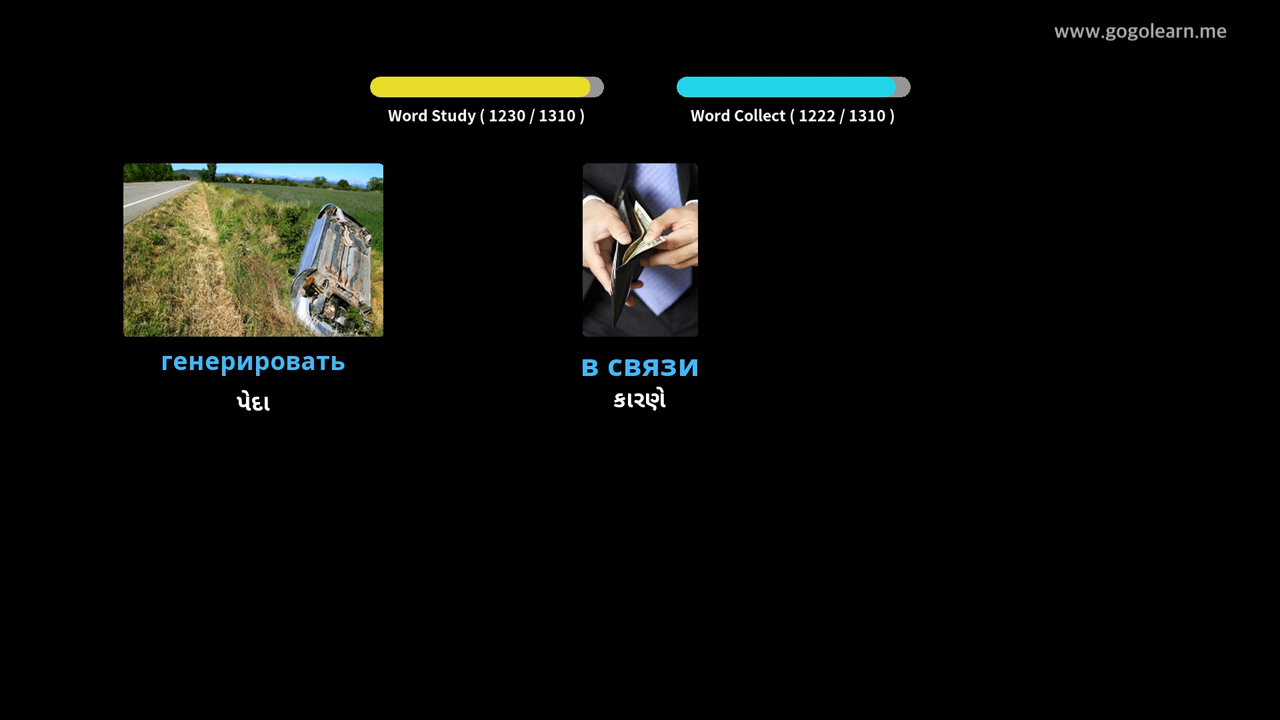 www.gogolearn.me
Word Study ( 1230 / 1310 )
Word Collect ( 1222 / 1310 )
генерировать
પેદા
в связи
કારણે